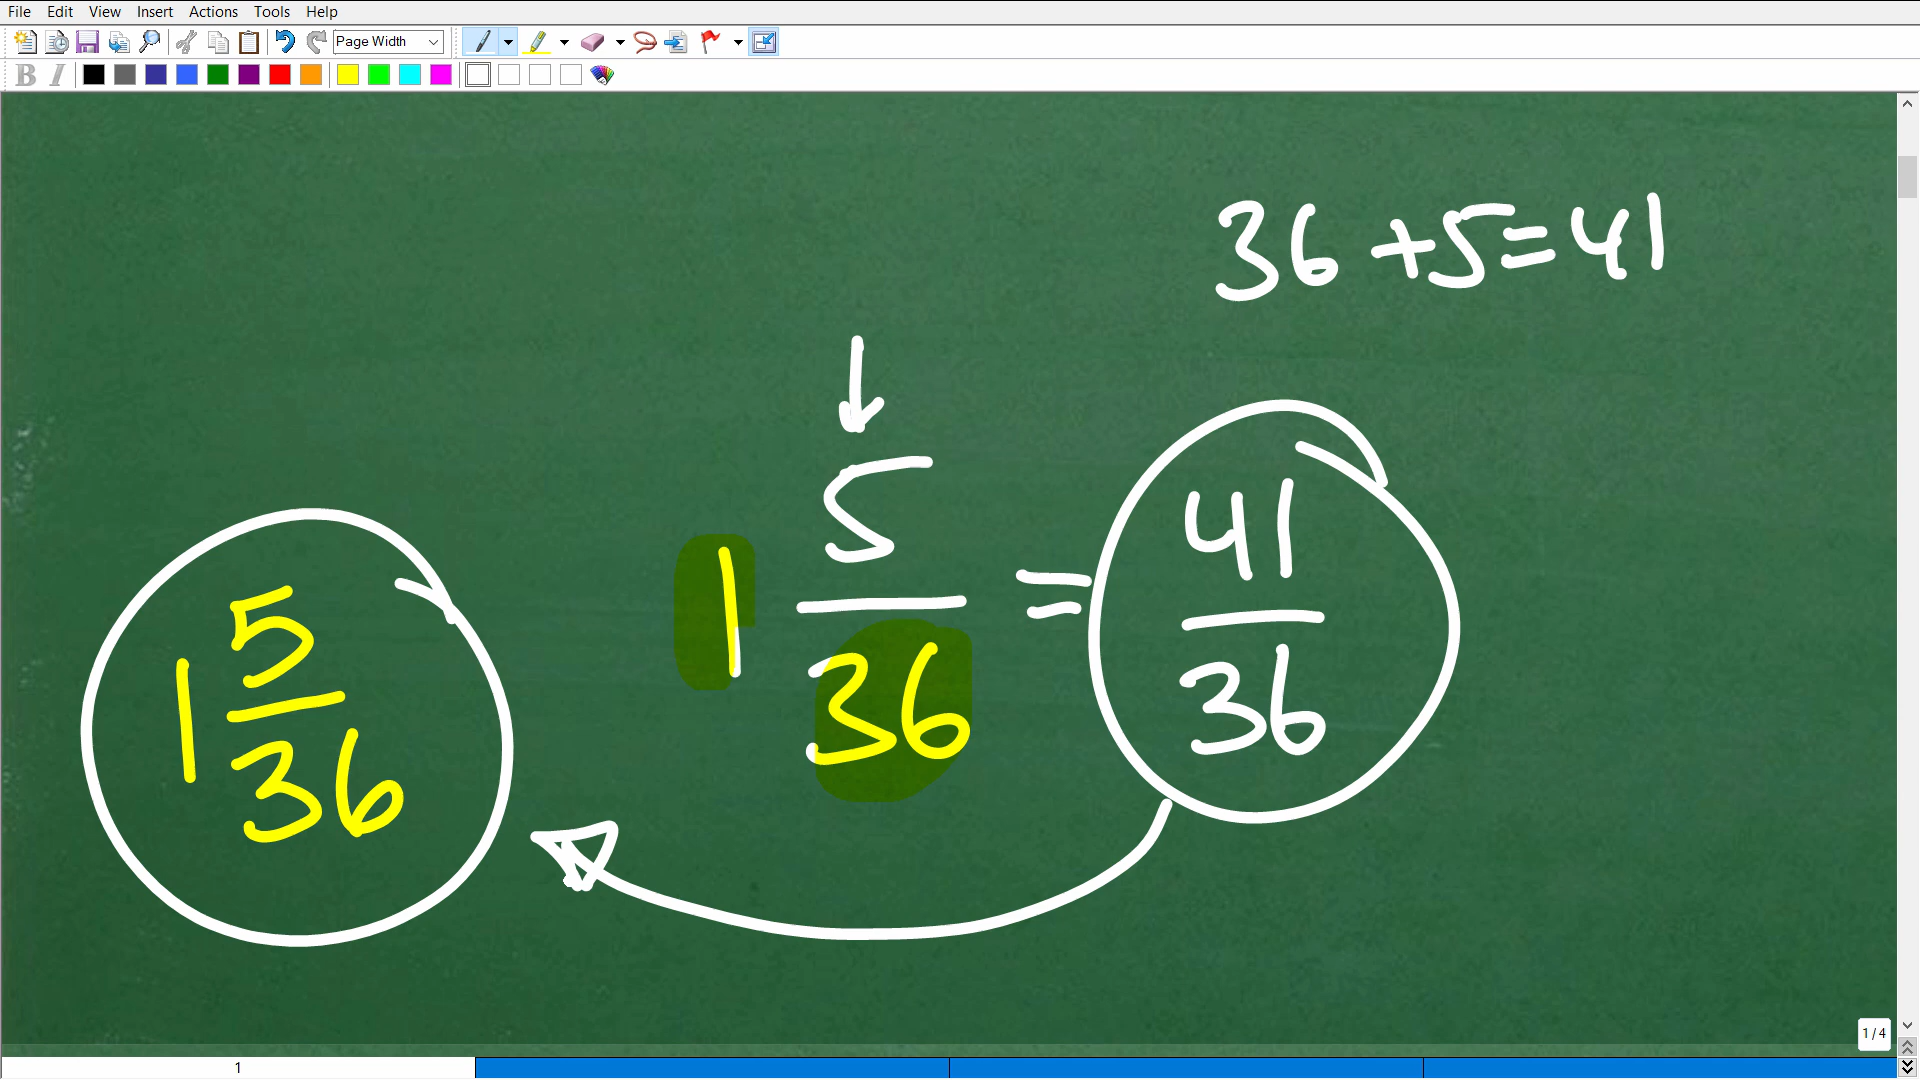 File Edit View Insert Actions Tools Help
Page Width
B I
36 + 5 = 41
1 5/36 = 41/36
1 5/36
1 / 4
1